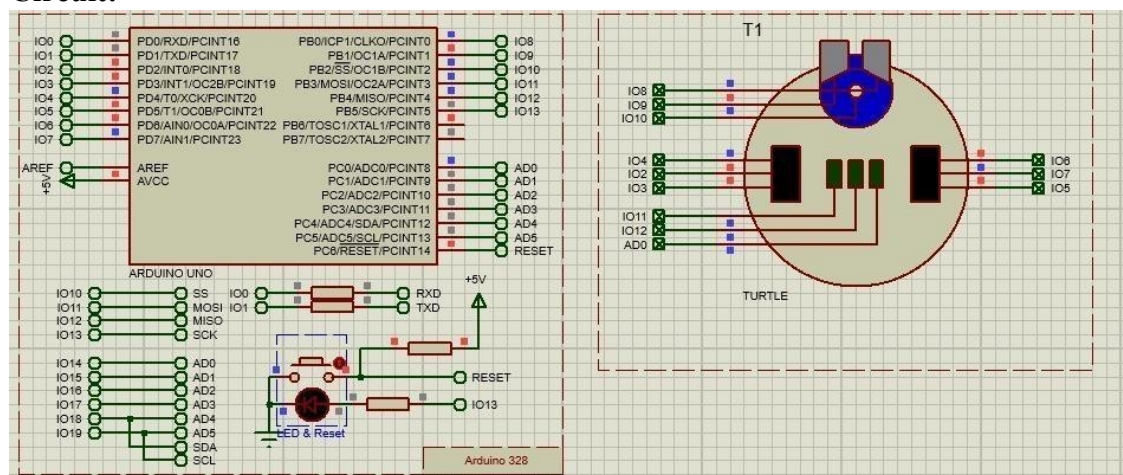 IO0 PD0/RXD/PCINT16 PB0/ICP1/CLKO/PCINT0 IO8
IO1 PD1/TXD/PCINT17 PB1/OC1A/PCINT1 IO9
IO2 PD2/INT0/PCINT18 PB2/SS/OC1B/PCINT2 IO10
IO3 PD3/INT1/OC2B/PCINT19 PB3/MOSI/OC2A/PCINT3 IO11
IO4 PD4/T0/XCK/PCINT20 PB4/MISO/PCINT4 IO12
IO5 PD5/T1/OC0B/PCINT21 PB5/SCK/PCINT5 IO13
IO6 PD6/AIN0/OC0A/PCINT22 PB6/TOSC1/XTAL1/PCINT6
IO7 PD7/AIN1/PCINT23 PB7/TOSC2/XTAL2/PCINT7
AREF AREF PC0/ADC0/PCINT8 AD0
+5V AVCC PC1/ADC1/PCINT9 AD1
PC2/ADC2/PCINT10 AD2
PC3/ADC3/PCINT11 AD3
PC4/ADC4/SDA/PCINT12 AD4
PC5/ADC5/SCL/PCINT13 AD5
PC6/RESET/PCINT14 RESET
ARDUINO UNO
IO10 SS
IO11 MOSI
IO12 MISO
IO13 SCK
IO0 RXD
IO1 TXD
+5V
IO14 AD0
IO15 AD1
IO16 AD2
IO17 AD3
IO18 AD4
IO19 AD5
SDA
SCL
RESET
IO13
LED & Reset
Arduino 328
T1
IO8
IO9
IO10
IO4
IO2
IO3
IO11
IO12
AD0
IO6
IO7
IO5
TURTLE